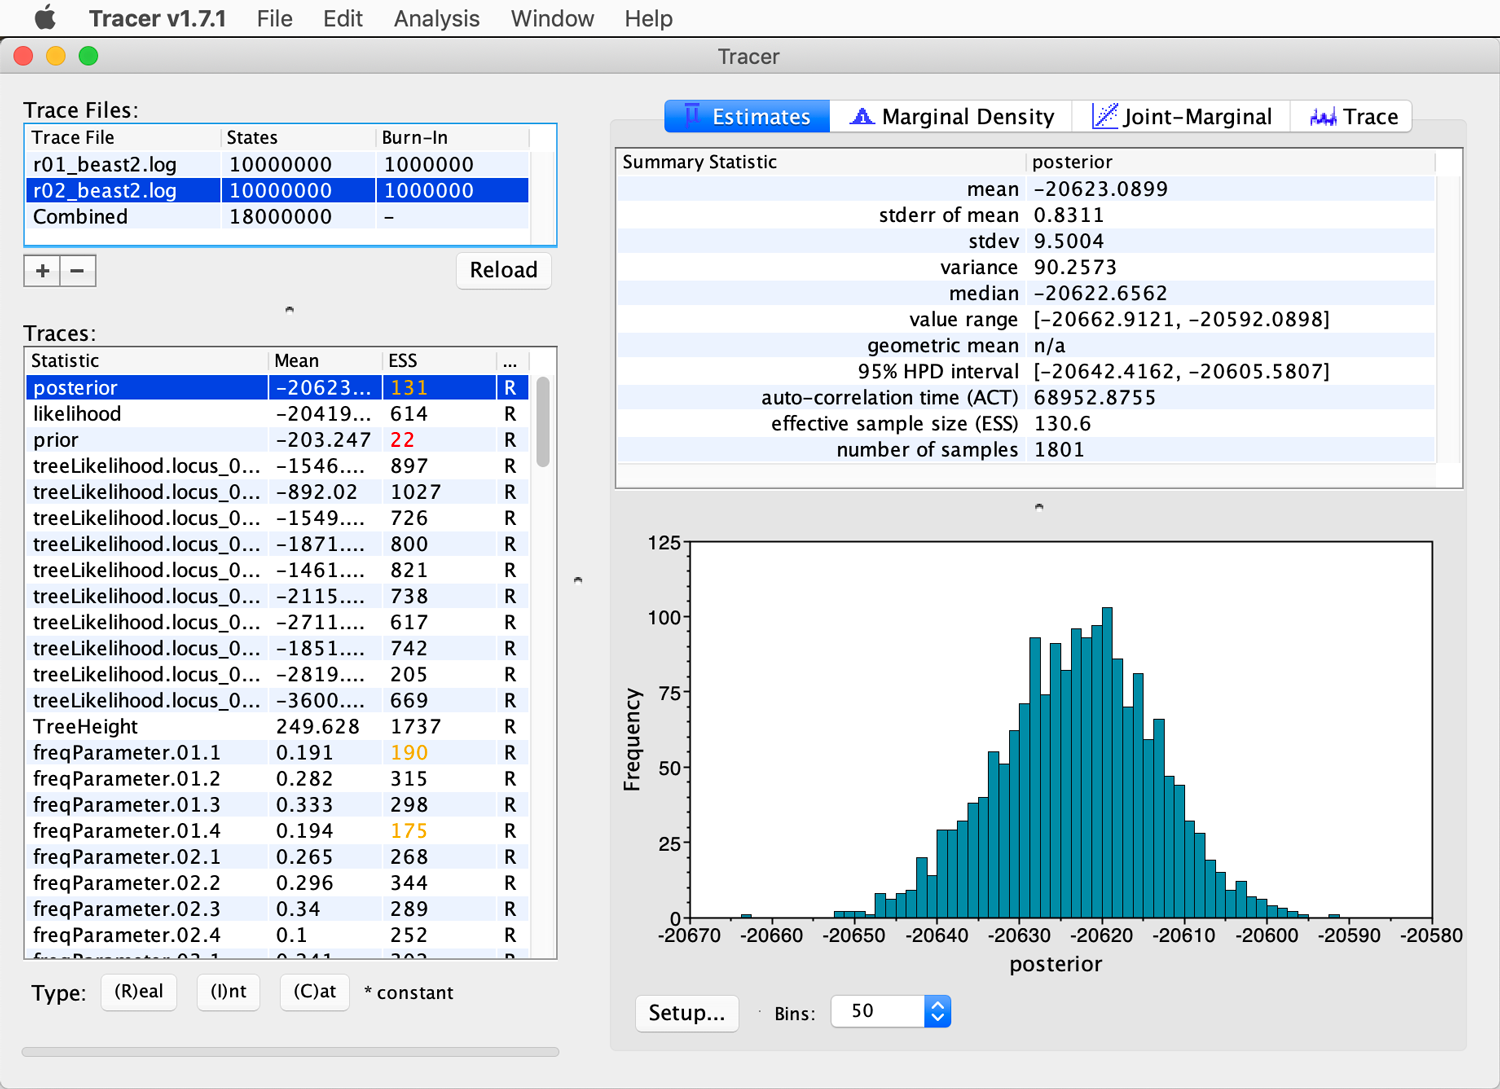 Tracer v1.7.1 File Edit Analysis Window Help
Tracer
Trace Files:
Trace File States Burn-In
r01_beast2.log 10000000 1000000
r02_beast2.log 10000000 1000000
Combined 18000000 -
+ −
Reload
Traces:
Statistic Mean ESS ...
posterior -20623... 131 R
likelihood -20419... 614 R
prior -203.247 22 R
treeLikelihood.locus_0... -1546.... 897 R
treeLikelihood.locus_0... -892.02 1027 R
treeLikelihood.locus_0... -1549.... 726 R
treeLikelihood.locus_0... -1871.... 800 R
treeLikelihood.locus_0... -1461.... 821 R
treeLikelihood.locus_0... -2115.... 738 R
treeLikelihood.locus_0... -2711.... 617 R
treeLikelihood.locus_0... -1851.... 742 R
treeLikelihood.locus_0... -2819.... 205 R
treeLikelihood.locus_0... -3600.... 669 R
TreeHeight 249.628 1737 R
freqParameter.01.1 0.191 190 R
freqParameter.01.2 0.282 315 R
freqParameter.01.3 0.333 298 R
freqParameter.01.4 0.194 175 R
freqParameter.02.1 0.265 268 R
freqParameter.02.2 0.296 344 R
freqParameter.02.3 0.34 289 R
freqParameter.02.4 0.1 252 R
Type: (R)eal (I)nt (C)at * constant
Estimates Marginal Density Joint-Marginal Trace
Summary Statistic posterior
mean -20623.0899
stderr of mean 0.8311
stdev 9.5004
variance 90.2573
median -20622.6562
value range [-20662.9121, -20592.0898]
geometric mean n/a
95% HPD interval [-20642.4162, -20605.5807]
auto-correlation time (ACT) 68952.8755
effective sample size (ESS) 130.6
number of samples 1801
125
100
75
50
25
0
Frequency
-20670 -20660 -20650 -20640 -20630 -20620 -20610 -20600 -20590 -20580
posterior
Setup... Bins: 50